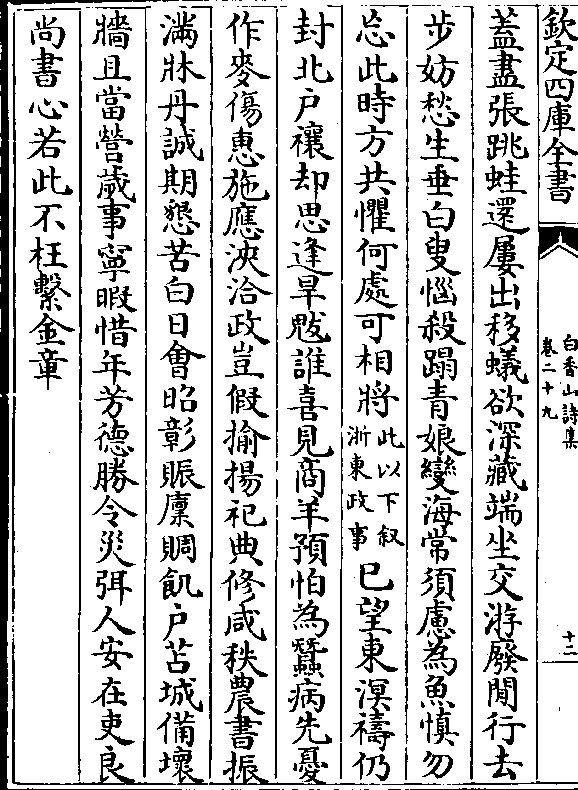 欽定四庫全書
白香山詩集
卷二十九
十二
蓋盡張跳蛙還屢出移蟻欲深藏端坐交游廢閒行去
步妨愁生垂白叟惱殺蹋青娘變海常須慮為魚慎勿
忘此時方共懼何處可相將此以下叙浙東政事已望東溟禱仍
封北户禳却思逢旱魃誰喜見商羊預怕為蠶病先憂
作麥傷惠施應浹洽政豈假揄揚祀典修咸秩農書振
滿牀丹誠期懇苦白日㑹昭彰賑廩賙飢户苫城備壞
牆且當營歲事寧暇惜年芳德勝令災弭人安在吏良
尚書心若此不枉繫金章